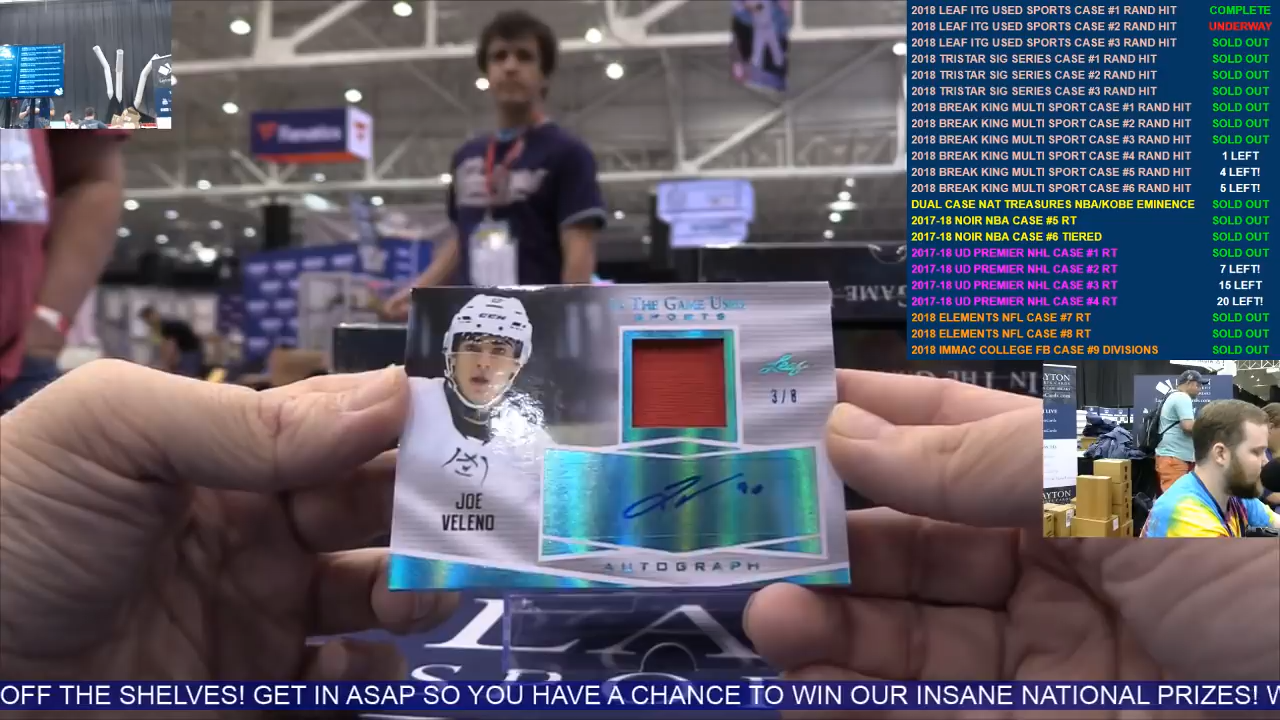 2018 LEAF ITG USED SPORTS CASE #1 RAND HIT COMPLETE
2018 LEAF ITG USED SPORTS CASE #2 RAND HIT UNDERWAY
2018 LEAF ITG USED SPORTS CASE #3 RAND HIT SOLD OUT
2018 TRISTAR SIG SERIES CASE #1 RAND HIT SOLD OUT
2018 TRISTAR SIG SERIES CASE #2 RAND HIT SOLD OUT
2018 TRISTAR SIG SERIES CASE #3 RAND HIT SOLD OUT
2018 BREAK KING MULTI SPORT CASE #1 RAND HIT SOLD OUT
2018 BREAK KING MULTI SPORT CASE #2 RAND HIT SOLD OUT
2018 BREAK KING MULTI SPORT CASE #3 RAND HIT SOLD OUT
2018 BREAK KING MULTI SPORT CASE #4 RAND HIT 1 LEFT
2018 BREAK KING MULTI SPORT CASE #5 RAND HIT 4 LEFT!
2018 BREAK KING MULTI SPORT CASE #6 RAND HIT 5 LEFT!
DUAL CASE NAT TREASURES NBA/KOBE EMINENCE SOLD OUT
2017-18 NOIR NBA CASE #5 RT SOLD OUT
2017-18 NOIR NBA CASE #6 TIERED SOLD OUT
2017-18 UD PREMIER NHL CASE #1 RT SOLD OUT
2017-18 UD PREMIER NHL CASE #2 RT 7 LEFT!
2017-18 UD PREMIER NHL CASE #3 RT 15 LEFT!
2017-18 UD PREMIER NHL CASE #4 RT 20 LEFT!
2018 ELEMENTS NFL CASE #7 RT SOLD OUT
2018 ELEMENTS NFL CASE #8 RT SOLD OUT
2018 IMMAC COLLEGE FB CASE #9 DIVISIONS SOLD OUT
Fanatics
IN THE GAME USED
SPORTS
CCM
Leaf
3/8
JOE
VELENO
90
AUTOGRAPH
IN THE GA
LAYTON
LA
SPO
OFF THE SHELVES! GET IN ASAP SO YOU HAVE A CHANCE TO WIN OUR INSANE NATIONAL PRIZES! W